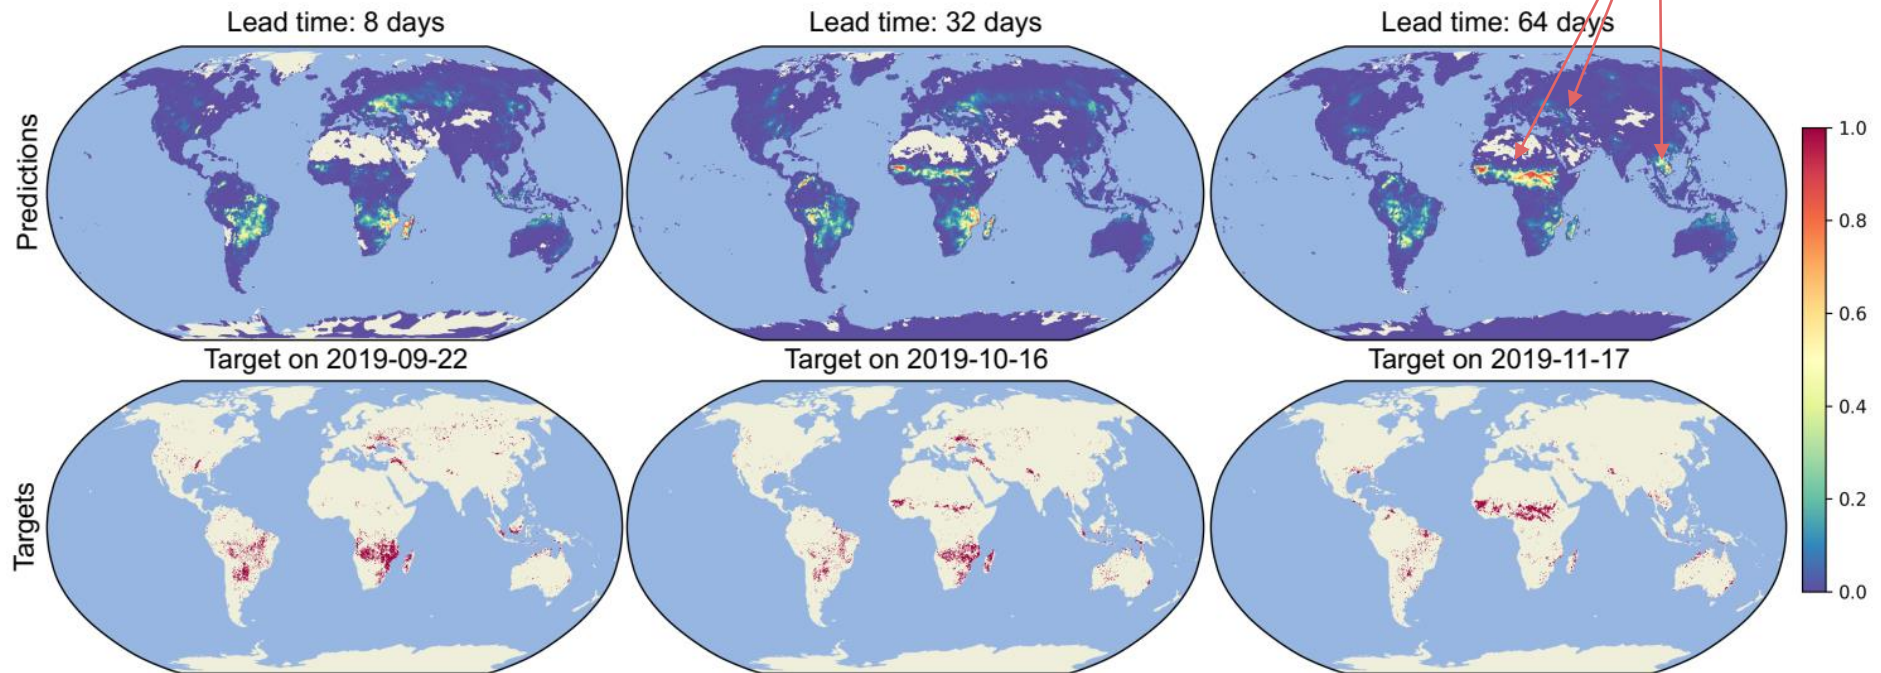 Lead time: 8 days
Lead time: 32 days
Lead time: 64 days
Predictions
Target on 2019-09-22
Target on 2019-10-16
Target on 2019-11-17
Targets
1.0
0.8
0.6
0.4
0.2
0.0